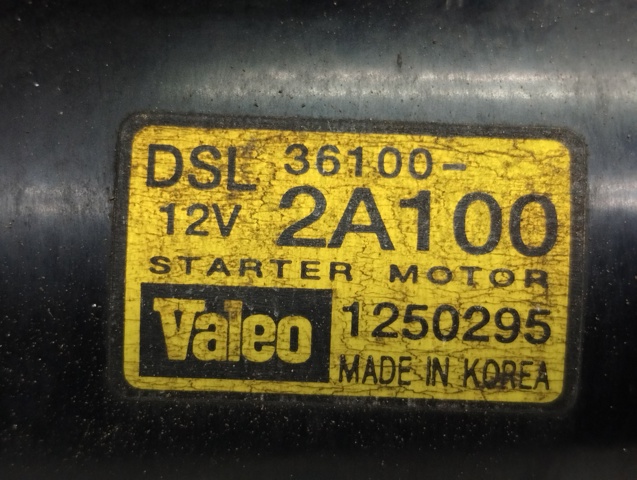 DSL 36100-
12V 2A100
STARTER MOTOR
Valeo 1250295
MADE IN KOREA